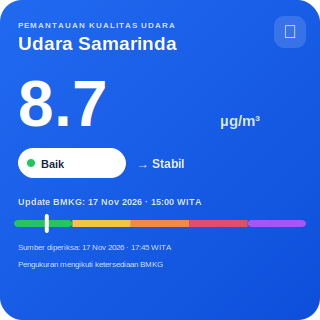 PEMANTAUAN KUALITAS UDARA
Udara Samarinda
8.7
µg/m³
Baik
→ Stabil
Update BMKG: 17 Nov 2026 · 15:00 WITA
Sumber diperiksa: 17 Nov 2026 · 17:45 WITA
Pengukuran mengikuti ketersediaan BMKG